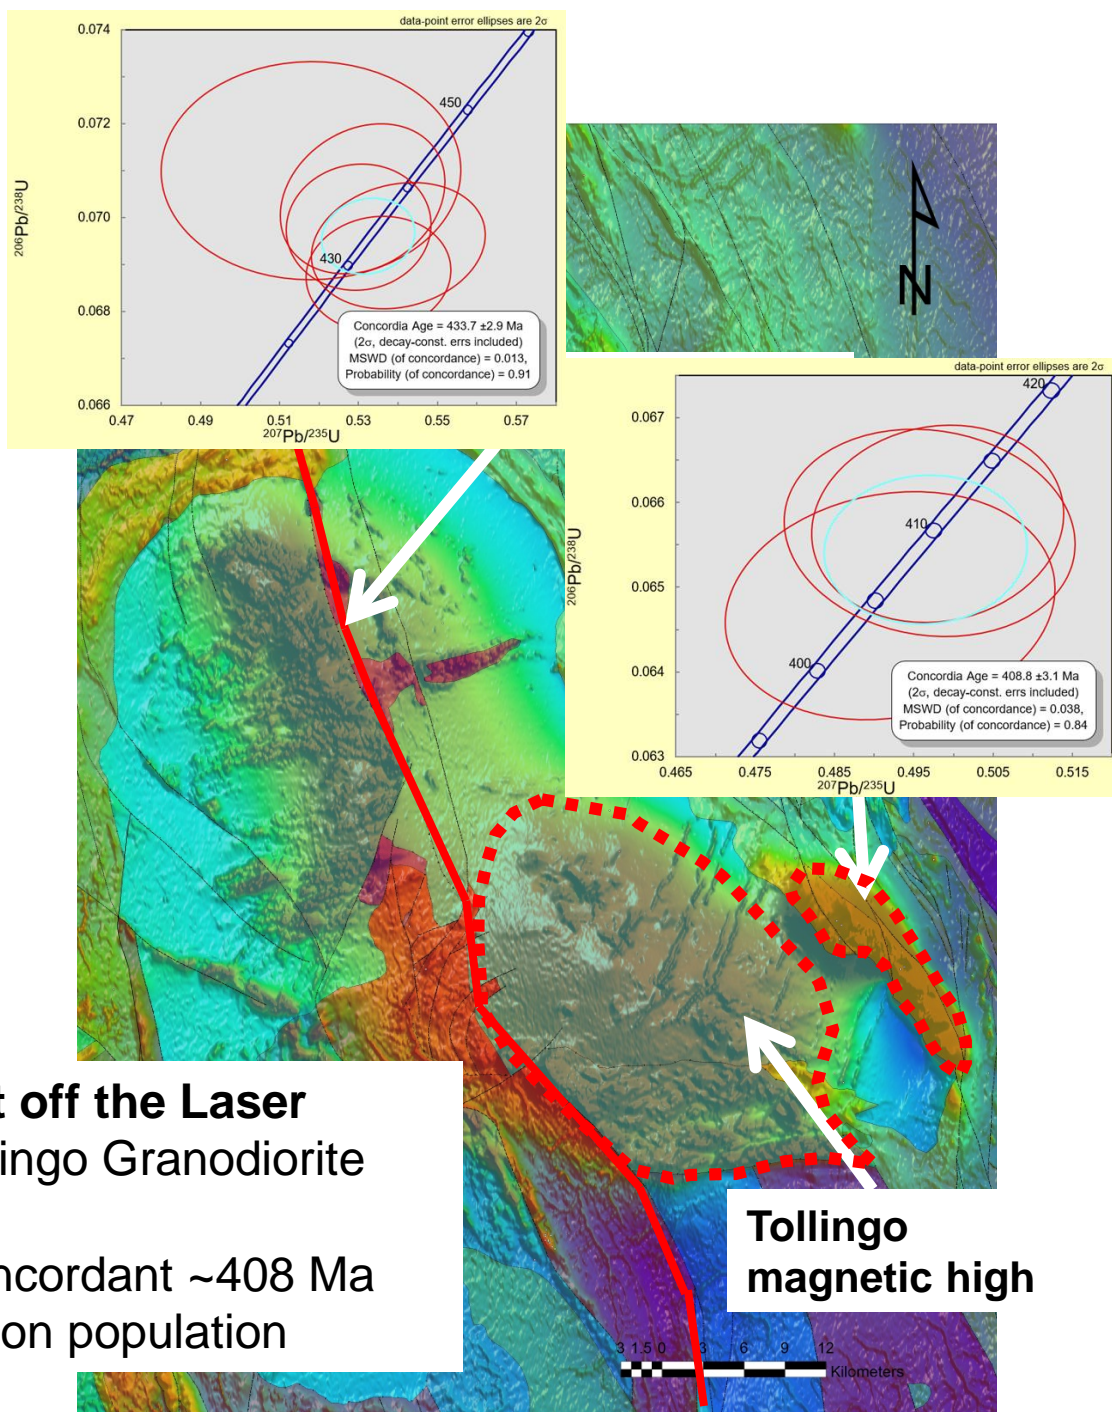 data-point error ellipses are 2σ
0.074
0.072
0.070
0.068
0.066
206Pb/238U
450
430
Concordia Age = 433.7 ±2.9 Ma
(2σ, decay-const. errs included)
MSWD (of concordance) = 0.013,
Probability (of concordance) = 0.91
0.47 0.49 0.51 0.53 0.55 0.57
207Pb/235U
N
data-point error ellipses are 2σ
0.067
0.066
0.065
0.064
0.063
206Pb/238U
420
410
400
Concordia Age = 408.8 ±3.1 Ma
(2σ, decay-const. errs included)
MSWD (of concordance) = 0.038,
Probability (of concordance) = 0.84
0.465 0.475 0.485 0.495 0.505 0.515
207Pb/235U
t off the Laser
ingo Granodiorite
ncordant ~408 Ma
on population
Tollingo
magnetic high
3 1.5 0 3 6 9 12
Kilometers